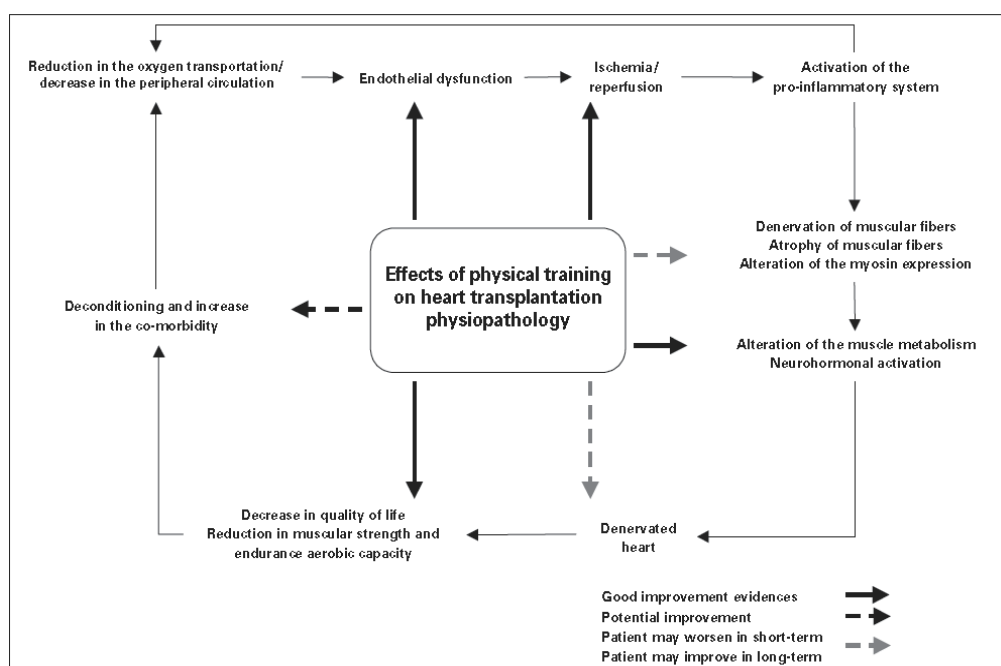 Reduction in the oxygen transportation/
decrease in the peripheral circulation
Endothelial dysfunction
Ischemia/
reperfusion
Activation of the
pro-inflammatory system
Denervation of muscular fibers
Atrophy of muscular fibers
Alteration of the myosin expression
Effects of physical training
on heart transplantation
physiopathology
Deconditioning and increase
in the co-morbidity
Alteration of the muscle metabolism
Neurohormonal activation
Decrease in quality of life
Reduction in muscular strength and
endurance aerobic capacity
Denervated
heart
Good improvement evidences
Potential improvement
Patient may worsen in short-term
Patient may improve in long-term